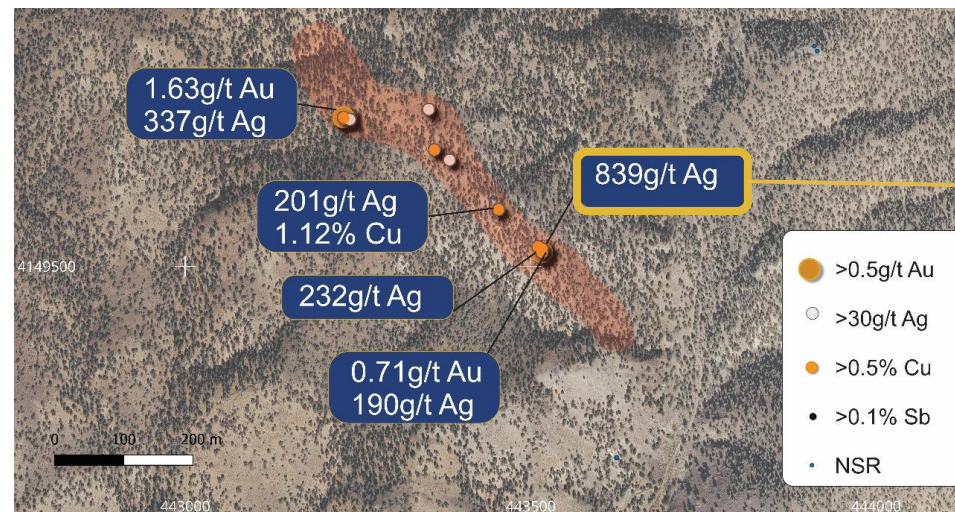 1.63g/t Au
337g/t Ag
839g/t Ag
201g/t Ag
1.12% Cu
4149500
232g/t Ag
0.71g/t Au
190g/t Ag
>0.5g/t Au
>30g/t Ag
>0.5% Cu
>0.1% Sb
NSR
0 100 200 m
443000
443500
444000